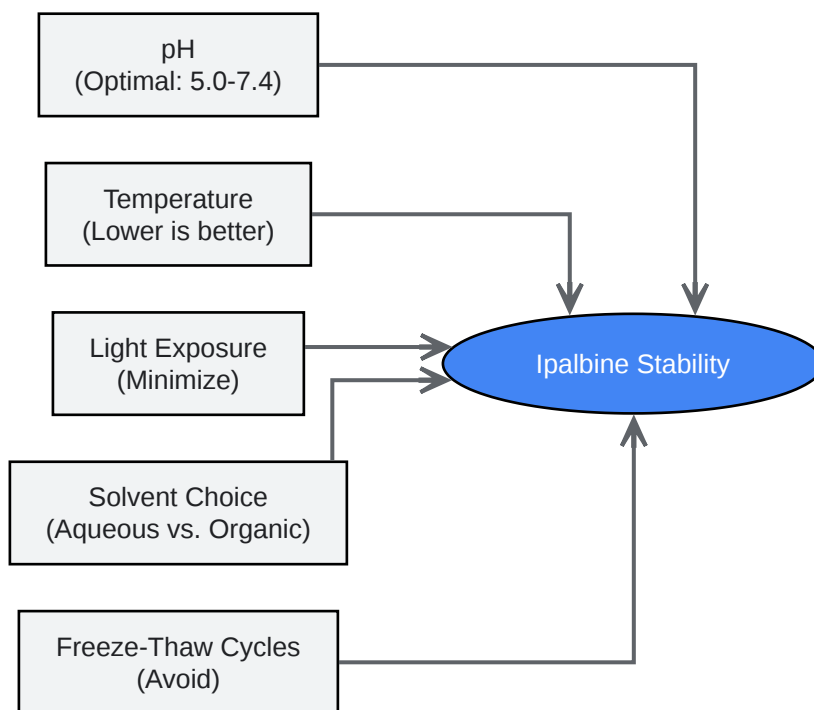 pH
(Optimal: 5.0-7.4)
Temperature
(Lower is better)
Light Exposure
(Minimize)
Ipalbine Stability
Solvent Choice
(Aqueous vs. Organic)
Freeze-Thaw Cycles
(Avoid)